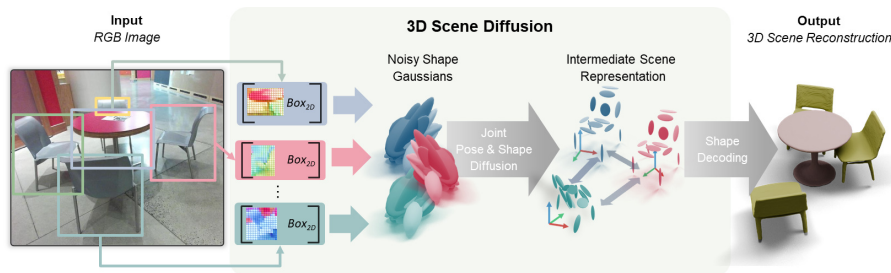 Input
RGB Image
3D Scene Diffusion
Output
3D Scene Reconstruction
Noisy Shape
Gaussians
Intermediate Scene
Representation
Box2D
Box2D
⋮
Box2D
Joint
Pose & Shape
Diffusion
Shape
Decoding